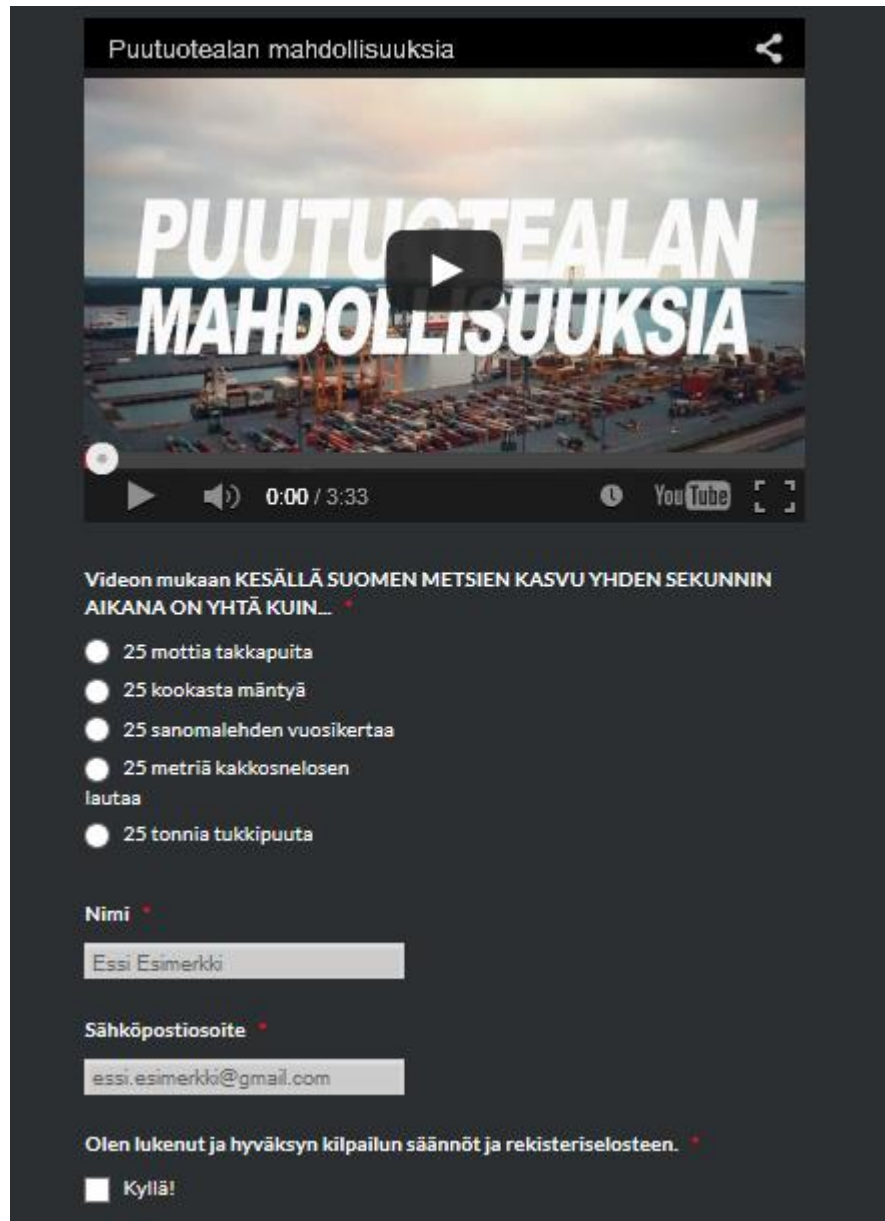 Puutuotealan mahdollisuuksia
PUUTUOTEALAN
MAHDOLLISUUKSIA
0:00 / 3:33
YouTube
Videon mukaan KESÄLLÄ SUOMEN METSIEN KASVU YHDEN SEKUNNIN
AIKANA ON YHTÄ KUIN... *
25 mottia takkapuita
25 kookasta mäntyä
25 sanomalehden vuosikertaa
25 metriä kakkosnelosen
lautaa
25 tonnia tukkipuuta
Nimi *
Essi Esimerkki
Sähköpostiosoite *
essi.esimerkki@gmail.com
Olen lukenut ja hyväksyn kilpailun säännöt ja rekisteriselosteen. *
Kyllä!